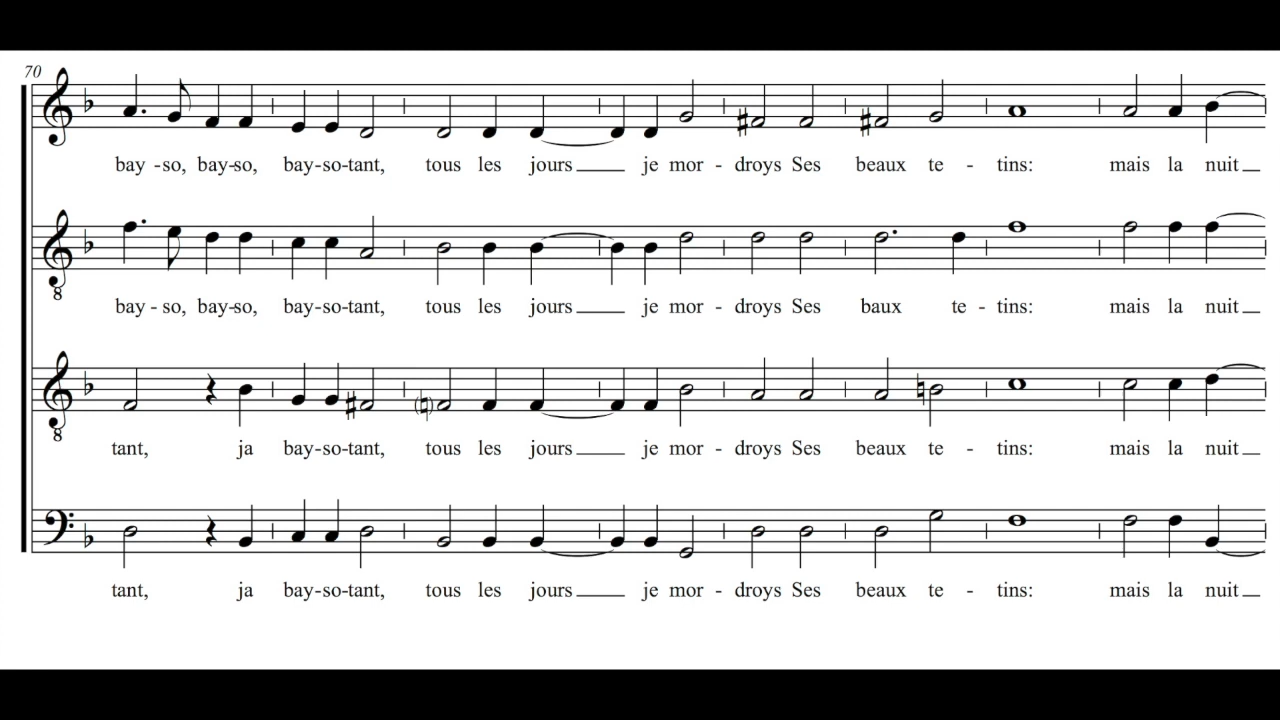 70
bay - so, bay-so, bay-so-tant, tous les jours je mor - droys Ses beaux te - tins: mais la nuit
8
bay - so, bay-so, bay-so-tant, tous les jours je mor - droys Ses baux te - tins: mais la nuit
8
tant, ja bay-so-tant, tous les jours je mor - droys Ses beaux te - tins: mais la nuit
tant, ja bay-so-tant, tous les jours je mor - droys Ses beaux te - tins: mais la nuit